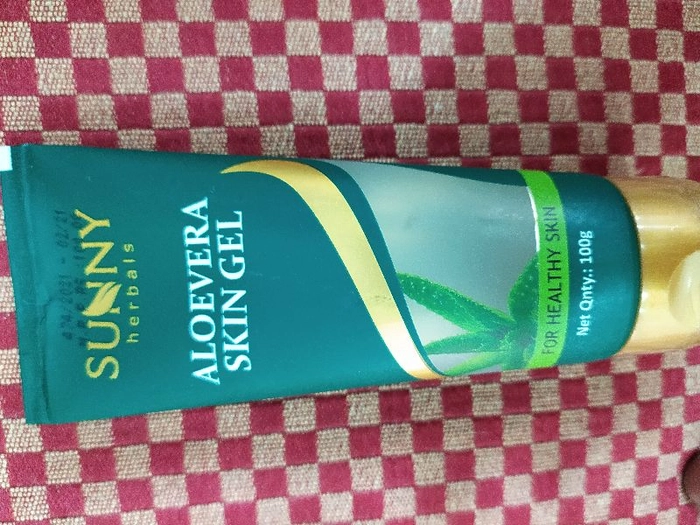 SUNNY
herbals
ALOEVERA
SKIN GEL
FOR HEALTHY SKIN
Net Qnty.: 100g